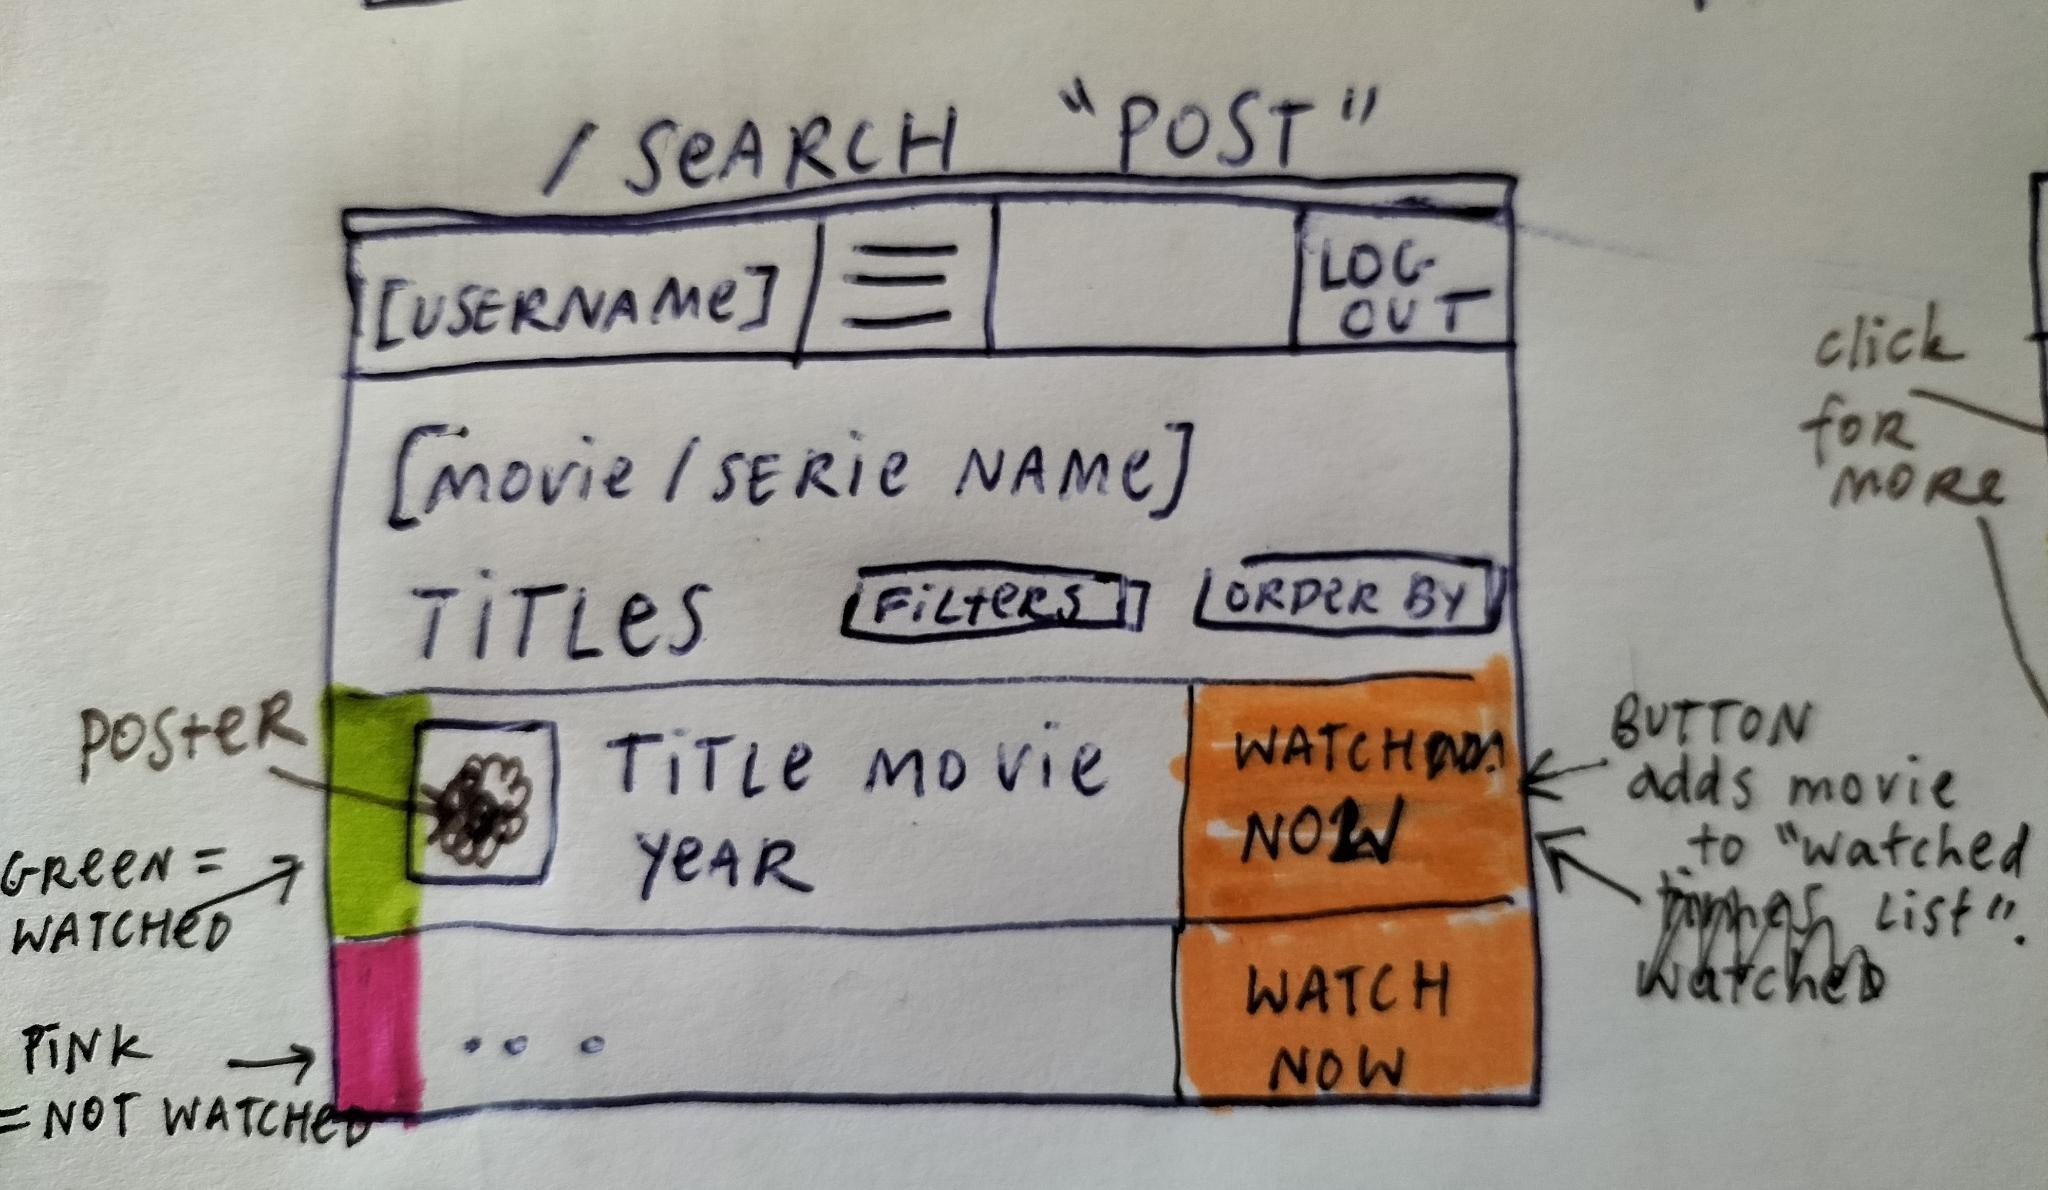 / SeARCH "POST"
[USERNAMe]
LOG-
OUT
[MOVie / SERie NAMe]
TiTLeS
FiLteRS
ORDeR BY
POSteR
TiTLe MOVie
YeAR
WATCH
NOW
GReeN =
WATCHeD
BUTTON
adds movie
to "watched
List".
watched
PiNK
= NOT WATCHeD
• • •
WATCH
NOW
click
foR
moRe